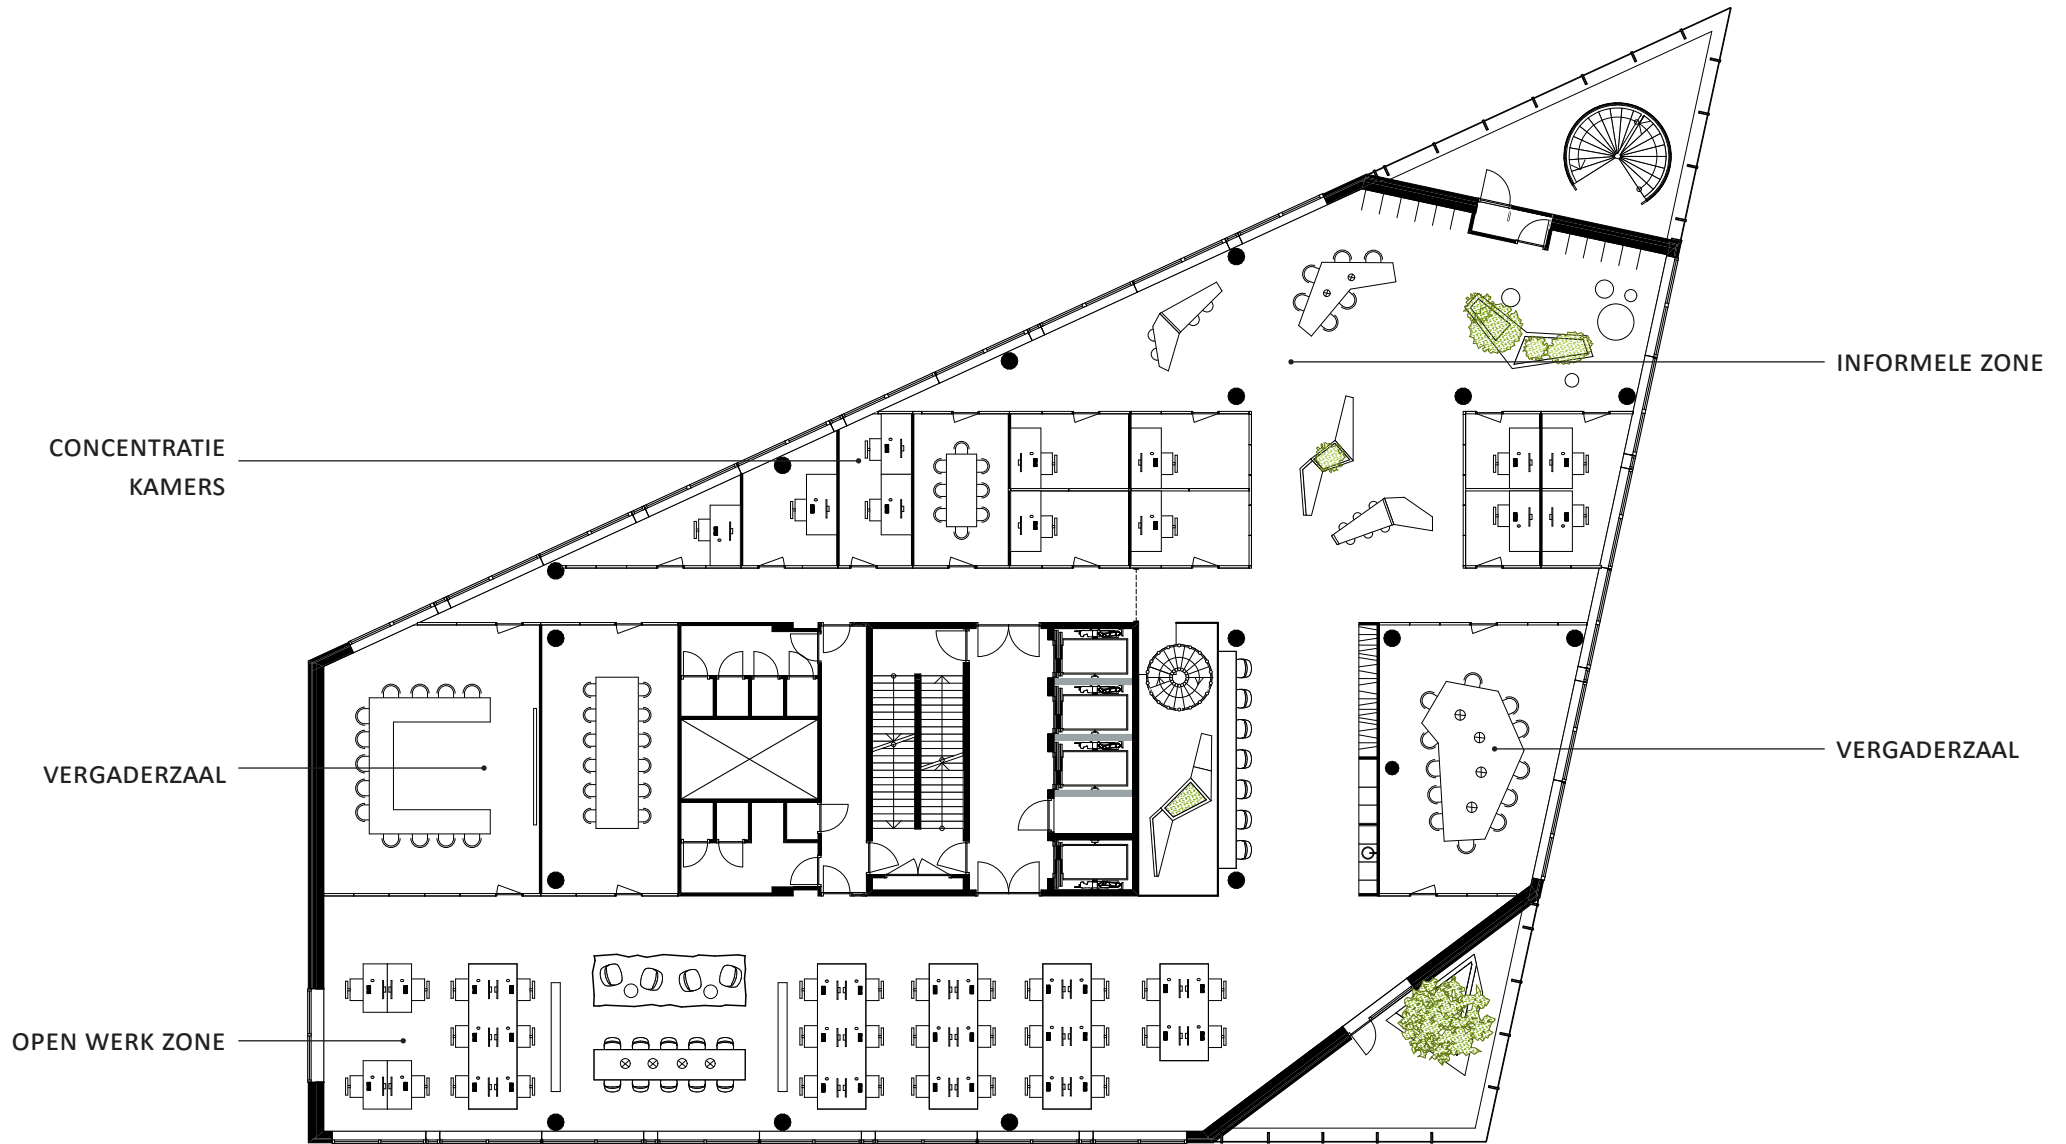 INFORMELE ZONE
CONCENTRATIE
KAMERS
VERGADERZAAL
VERGADERZAAL
OPEN WERK ZONE